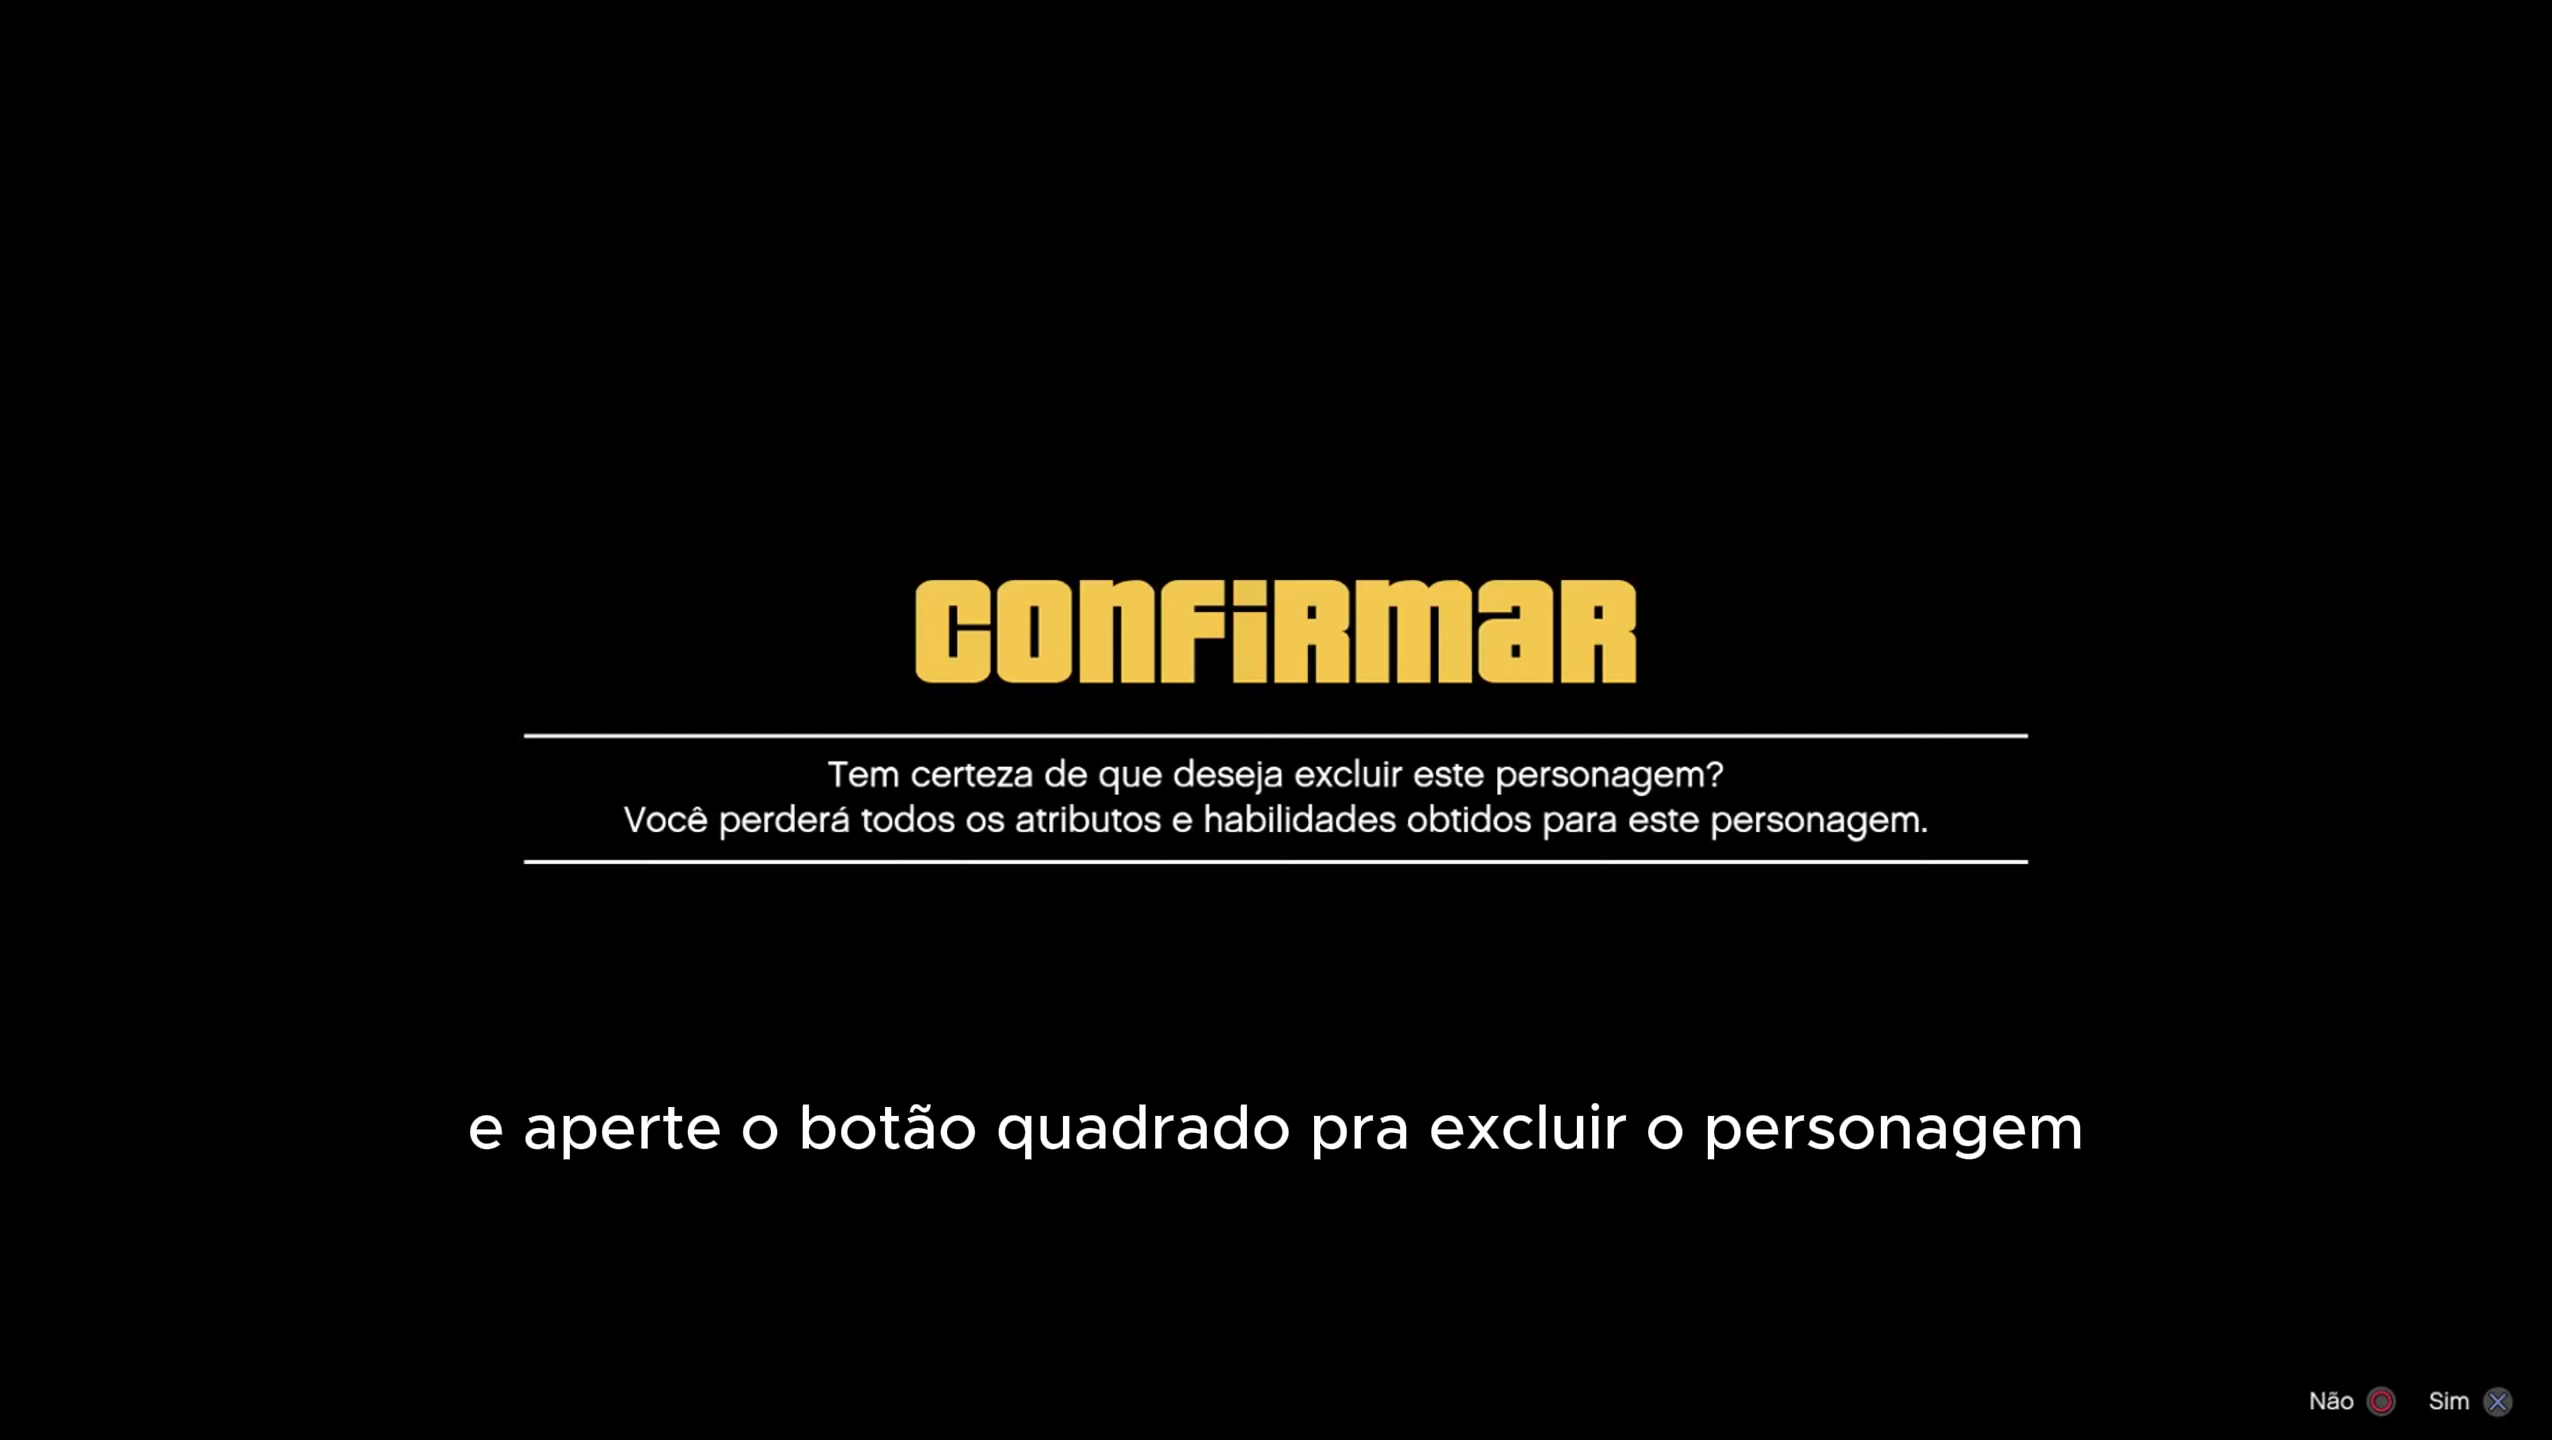 CONFIRMAR
Tem certeza de que deseja excluir este personagem?
Você perderá todos os atributos e habilidades obtidos para este personagem.
e aperte o botão quadrado pra excluir o personagem
Não Sim